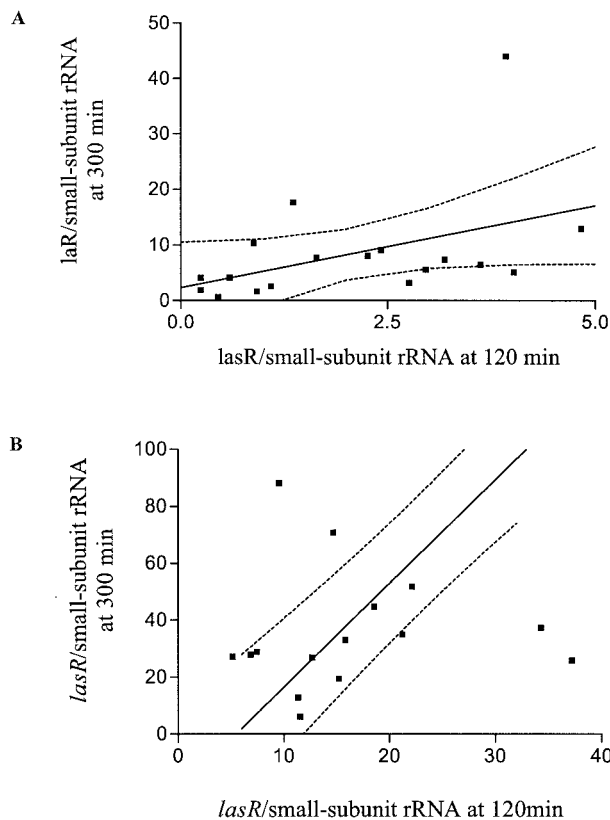 A
50
40
30
20
10
0
0.0
2.5
5.0
laR/small-subunit rRNA
at 300 min
lasR/small-subunit rRNA at 120 min
B
100
80
60
40
20
0
0
10
20
30
40
lasR/small-subunit rRNA
at 300 min
lasR/small-subunit rRNA at 120min